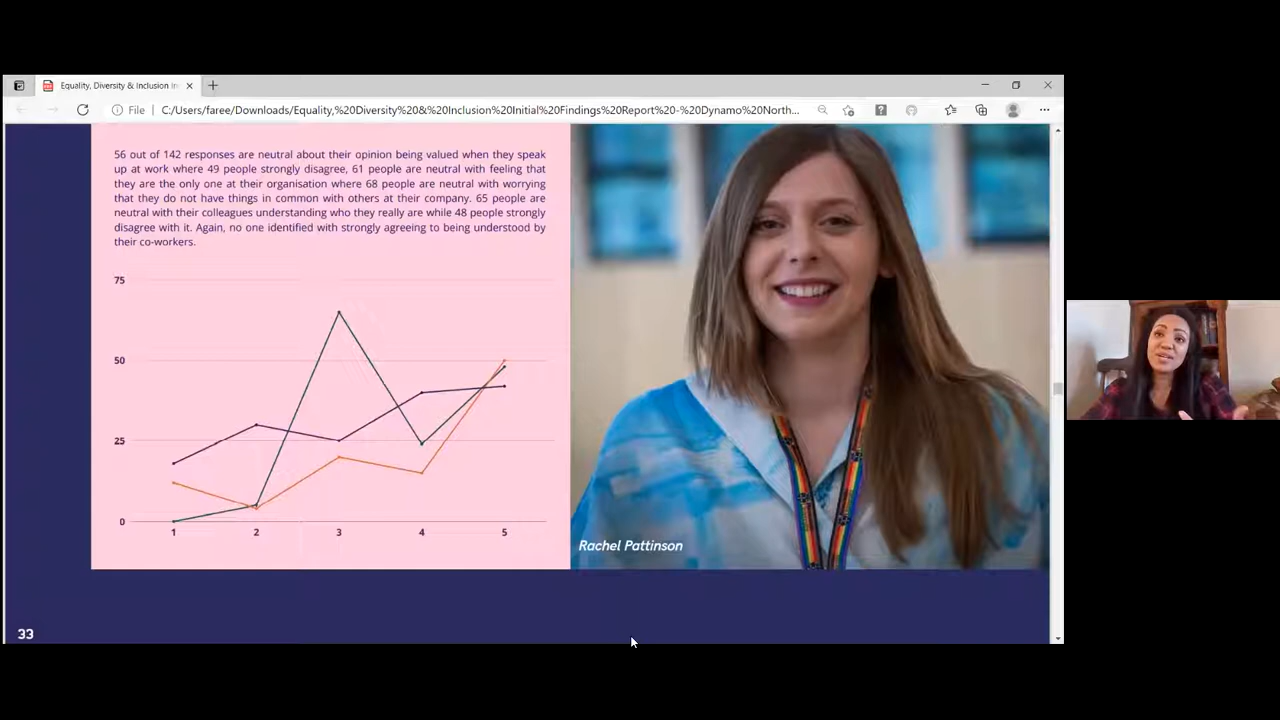 Equality, Diversity & Inclusion In
File
C:/Users/faree/Downloads/Equality,%20Diversity%20&%20Inclusion%20Initial%20Findings%20Report%20-%20Dynamo%20North...
56 out of 142 responses are neutral about their opinion being valued when they speak
up at work where 49 people strongly disagree, 61 people are neutral with feeling that
they are the only one at their organisation where 68 people are neutral with worrying
that they do not have things in common with others at their company. 65 people are
neutral with their colleagues understanding who they really are while 48 people strongly
disagree with it. Again, no one identified with strongly agreeing to being understood by
their co-workers.
75
50
25
0
1 2 3 4 5
Rachel Pattinson
33